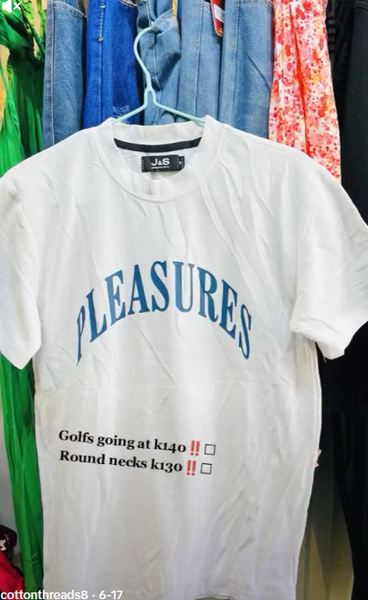 J&S
PLEASURES
Golfs going at k140 ‼️ □
Round necks k130 ‼️ □
cottonthreads8 · 6-17